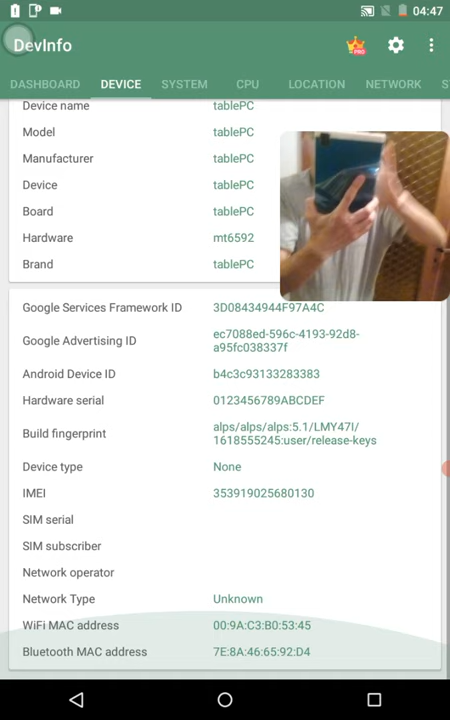 04:47
DevInfo
PRO
DASHBOARD DEVICE SYSTEM CPU LOCATION NETWORK S
Device name tablePC
Model tablePC
Manufacturer tablePC
Device tablePC
Board tablePC
Hardware mt6592
Brand tablePC
Google Services Framework ID 3D08434944F97A4C
Google Advertising ID ec7088ed-596c-4193-92d8-
a95fc038337f
Android Device ID b4c3c93133283383
Hardware serial 0123456789ABCDEF
Build fingerprint alps/alps/alps:5.1/LMY47I/
1618555245:user/release-keys
Device type None
IMEI 353919025680130
SIM serial
SIM subscriber
Network operator
Network Type Unknown
WiFi MAC address 00:9A:C3:B0:53:45
Bluetooth MAC address 7E:8A:46:65:92:D4